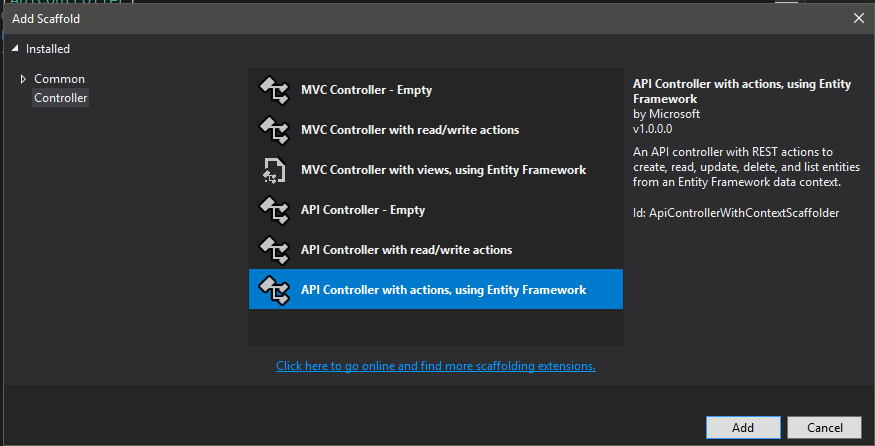 Add Scaffold
Installed
Common
Controller
MVC Controller - Empty
MVC Controller with read/write actions
MVC Controller with views, using Entity Framework
API Controller - Empty
API Controller with read/write actions
API Controller with actions, using Entity Framework
Click here to go online and find more scaffolding extensions.
API Controller with actions, using Entity
Framework
by Microsoft
v1.0.0.0
An API controller with REST actions to
create, read, update, delete, and list entities
from an Entity Framework data context.
Id: ApiControllerWithContextScaffolder
Add
Cancel